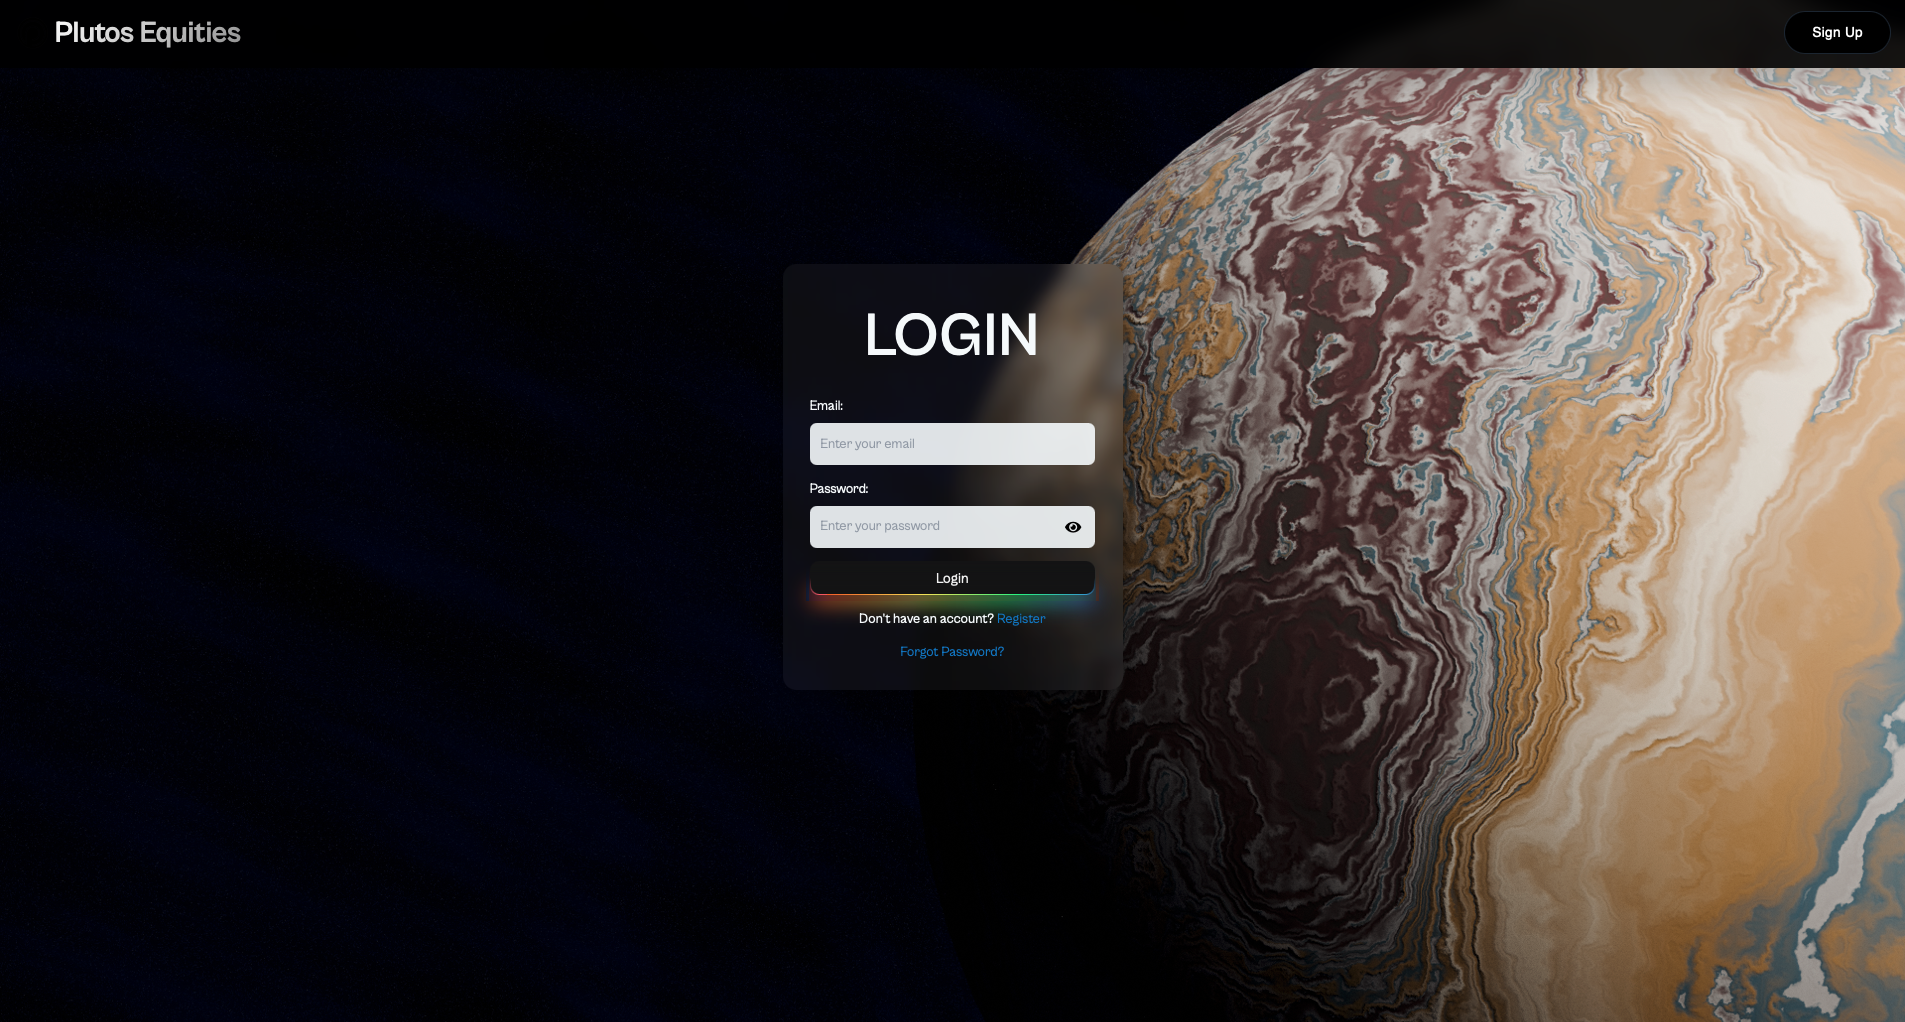 Plutos Equities
Sign Up
LOGIN
Email:
Enter your email
Password:
Enter your password
Login
Don't have an account? Register
Forgot Password?